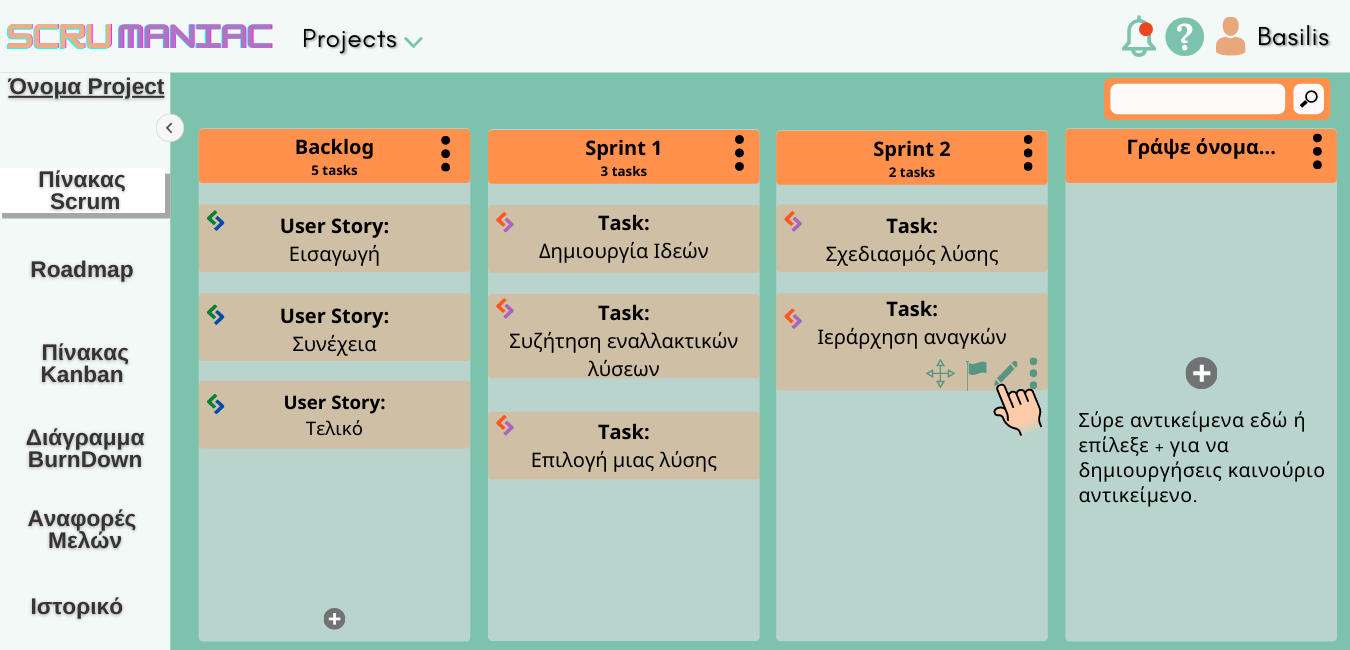 SCRUMANIAC
Projects
Basilis
Όνομα Project
Πίνακας
Scrum
Roadmap
Πίνακας
Kanban
Διάγραμμα
BurnDown
Αναφορές
Μελών
Ιστορικό
Backlog
5 tasks
User Story:
Εισαγωγή
User Story:
Συνέχεια
User Story:
Τελικό
Sprint 1
3 tasks
Task:
Δημιουργία Ιδεών
Task:
Συζήτηση εναλλακτικών
λύσεων
Task:
Επιλογή μιας λύσης
Sprint 2
2 tasks
Task:
Σχεδιασμός λύσης
Task:
Ιεράρχηση αναγκών
Γράψε όνομα...
Σύρε αντικείμενα εδώ ή
επίλεξε + για να
δημιουργήσεις καινούριο
αντικείμενο.